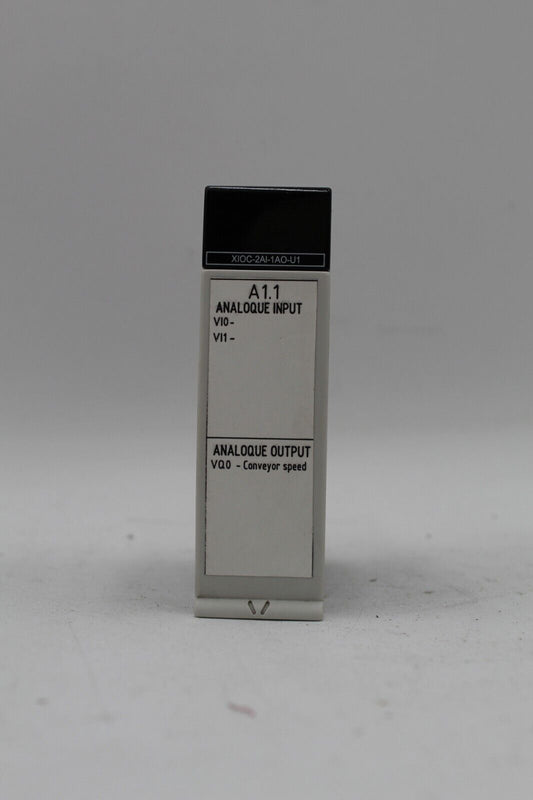 XIOC-2AI-1AO-U1
A1.1
ANALOQUE INPUT
VI0 -
VI1 -
ANALOQUE OUTPUT
VQ0 - Conveyor speed